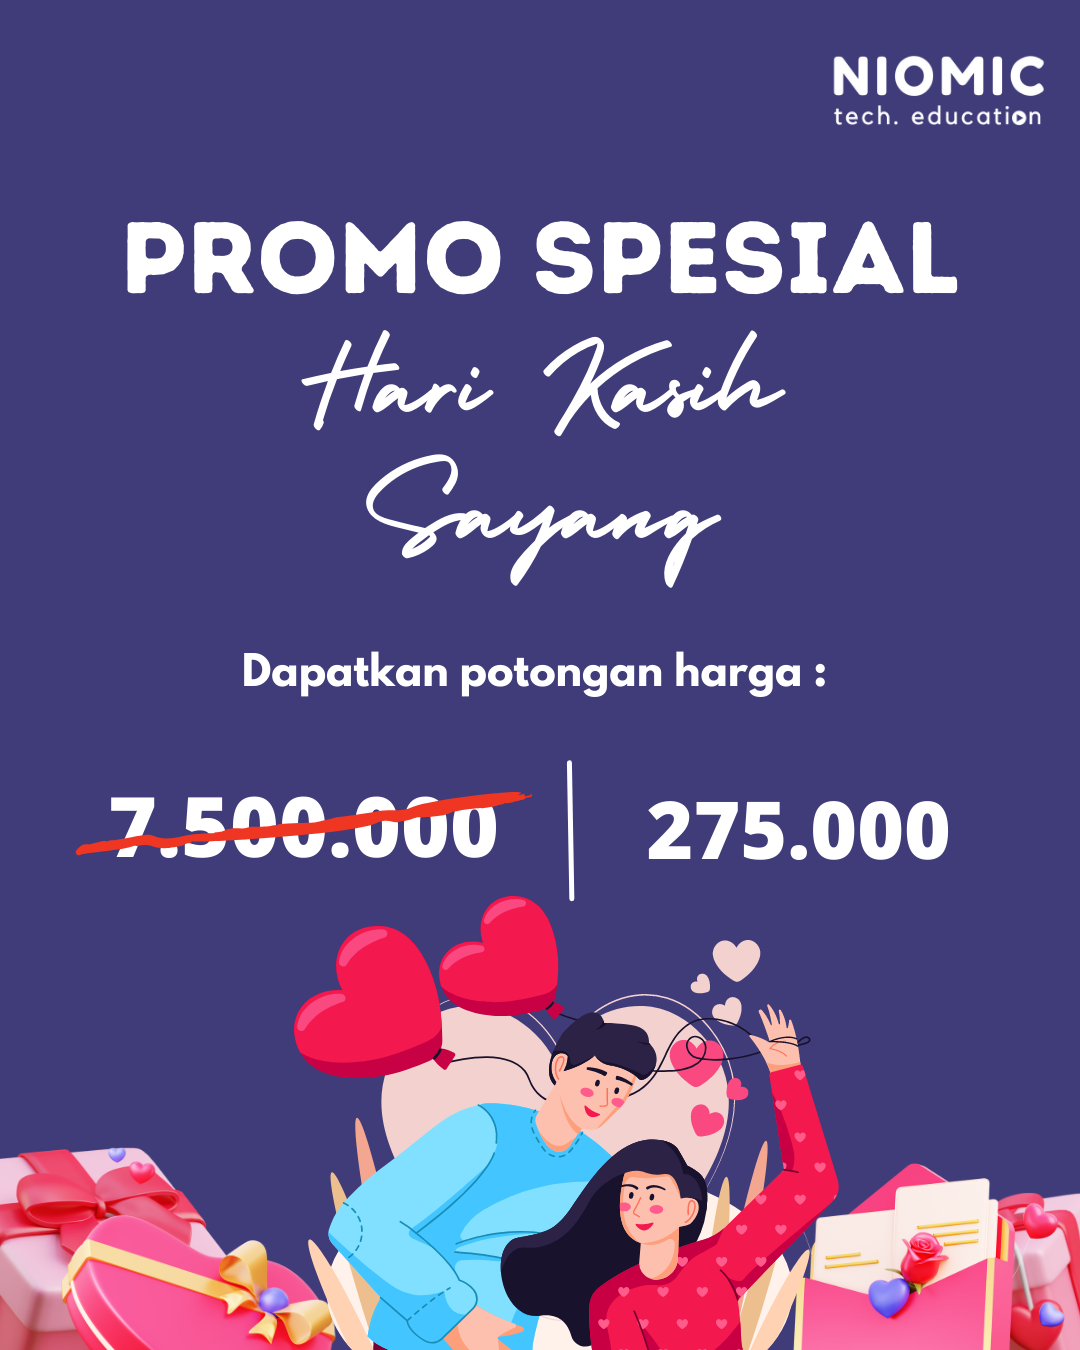 NIOMIC
tech. education
PROMO SPESIAL
Hari Kasih
Sayang
Dapatkan potongan harga :
7.500.000
275.000